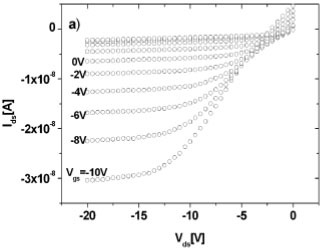 a)
0
-1x10⁻⁸
-2x10⁻⁸
-3x10⁻⁸
0V
-2V
-4V
-6V
-8V
Vgs=-10V
-20
-15
-10
-5
0
Ids[A]
Vds[V]